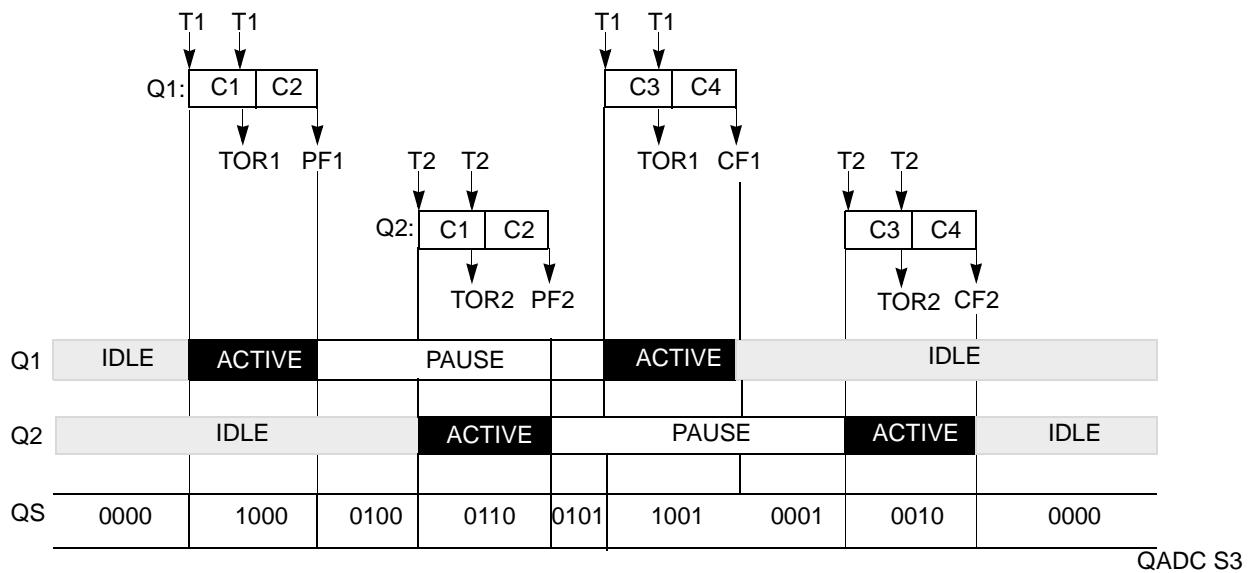 T1 T1 T1 T1
Q1: C1 C2 C3 C4
TOR1 PF1 T2 T2 TOR1 CF1 T2 T2
Q2: C1 C2 C3 C4
TOR2 PF2 TOR2 CF2
Q1 IDLE ACTIVE PAUSE ACTIVE IDLE
Q2 IDLE ACTIVE PAUSE ACTIVE IDLE
QS 0000 1000 0100 0110 0101 1001 0001 0010 0000
QADC S3